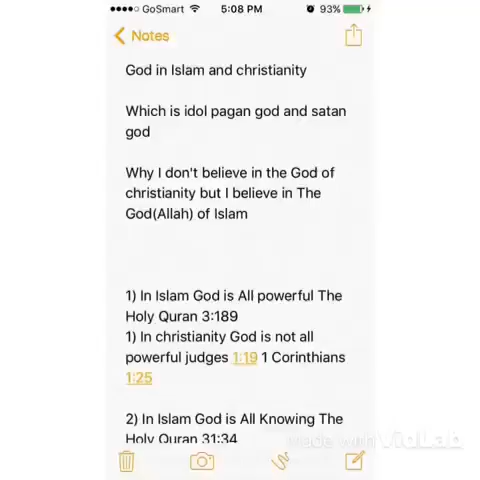 GoSmart 5:08 PM 93%
Notes
God in Islam and christianity
Which is idol pagan god and satan
god
Why I don't believe in the God of
christianity but I believe in The
God(Allah) of Islam
1) In Islam God is All powerful The
Holy Quran 3:189
1) In christianity God is not all
powerful judges 1:19 1 Corinthians
1:25
2) In Islam God is All Knowing The
Holy Quran 31:34
Made with VidLab